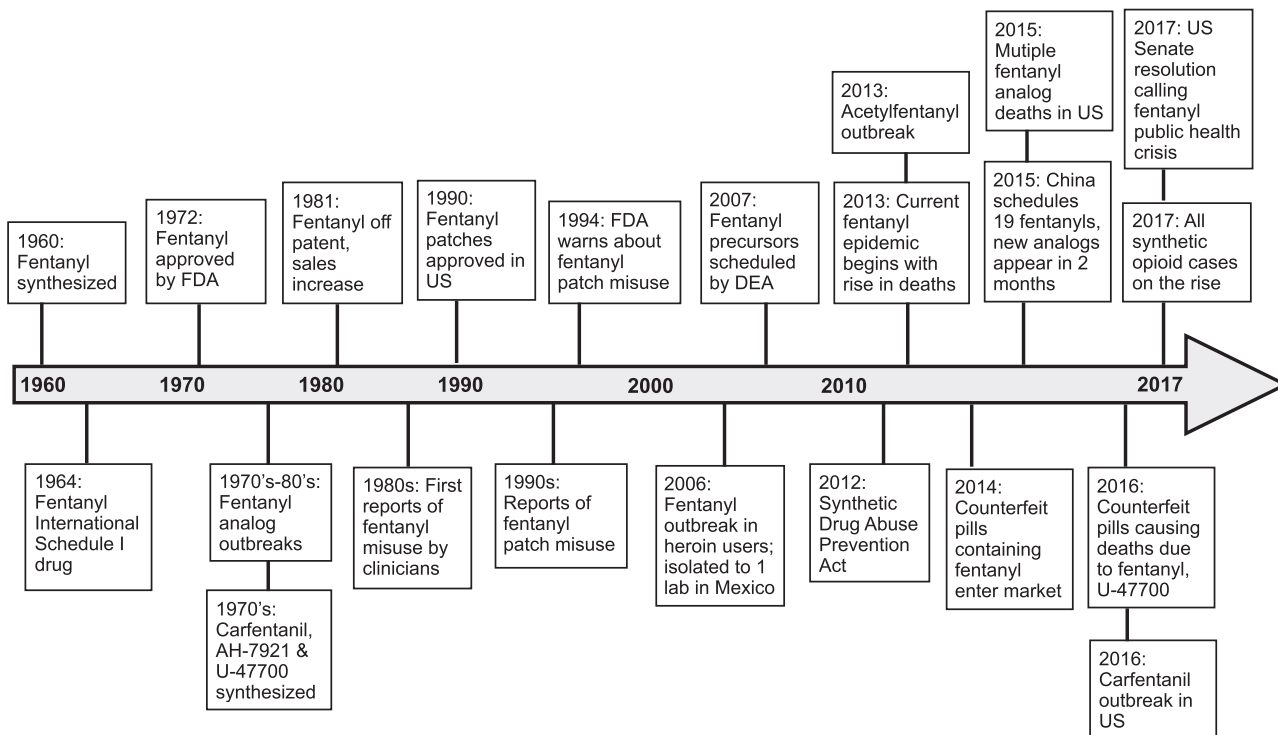 2015:
Mutiple
fentanyl
analog
deaths in US
2017: US
Senate
resolution
calling
fentanyl
public health
crisis
2013:
Acetylfentanyl
outbreak
1960:
Fentanyl
synthesized
1972:
Fentanyl
approved
by FDA
1981:
Fentanyl off
patent,
sales
increase
1990:
Fentanyl
patches
approved in
US
1994: FDA
warns about
fentanyl
patch misuse
2007:
Fentanyl
precursors
scheduled
by DEA
2013: Current
fentanyl
epidemic
begins with
rise in deaths
2015: China
schedules
19 fentanyls,
new analogs
appear in 2
months
2017: All
synthetic
opioid cases
on the rise
1960 1970 1980 1990 2000 2010 2017
1964:
Fentanyl
International
Schedule I
drug
1970’s-80’s:
Fentanyl
analog
outbreaks
1970’s:
Carfentanil,
AH-7921 &
U-47700
synthesized
1980s: First
reports of
fentanyl
misuse by
clinicians
1990s:
Reports of
fentanyl
patch misuse
2006:
Fentanyl
outbreak in
heroin users;
isolated to 1
lab in Mexico
2012:
Synthetic
Drug Abuse
Prevention
Act
2014:
Counterfeit
pills
containing
fentanyl
enter market
2016:
Counterfeit
pills causing
deaths due
to fentanyl,
U-47700
2016:
Carfentanil
outbreak in
US